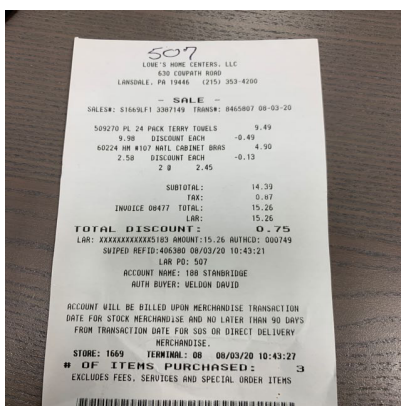 507
LOWE'S HOME CENTERS, LLC
630 COWPATH ROAD
LANSDALE, PA 19446 (215) 353-4200
- SALE -
SALES#: S1669LF1 3387149 TRANS#: 8465807 08-03-20
509270 PL 24 PACK TERRY TOWELS 9.49
9.98 DISCOUNT EACH -0.49
60224 HM #107 NATL CABINET BRAS 4.90
2.58 DISCOUNT EACH -0.13
2 @ 2.45
SUBTOTAL: 14.39
TAX: 0.87
INVOICE 08477 TOTAL: 15.26
LAR: 15.26
TOTAL DISCOUNT: 0.75
LAR: XXXXXXXXXXXX5183 AMOUNT:15.26 AUTHCD: 000749
SWIPED REFID:406380 08/03/20 10:43:21
LAR PO: 507
ACCOUNT NAME: 188 STANBRIDGE
AUTH BUYER: WELDON DAVID
ACCOUNT WILL BE BILLED UPON MERCHANDISE TRANSACTION
DATE FOR STOCK MERCHANDISE AND NO LATER THAN 90 DAYS
FROM TRANSACTION DATE FOR SOS OR DIRECT DELIVERY
MERCHANDISE.
STORE: 1669 TERMINAL: 08 08/03/20 10:43:27
# OF ITEMS PURCHASED: 3
EXCLUDES FEES, SERVICES AND SPECIAL ORDER ITEMS